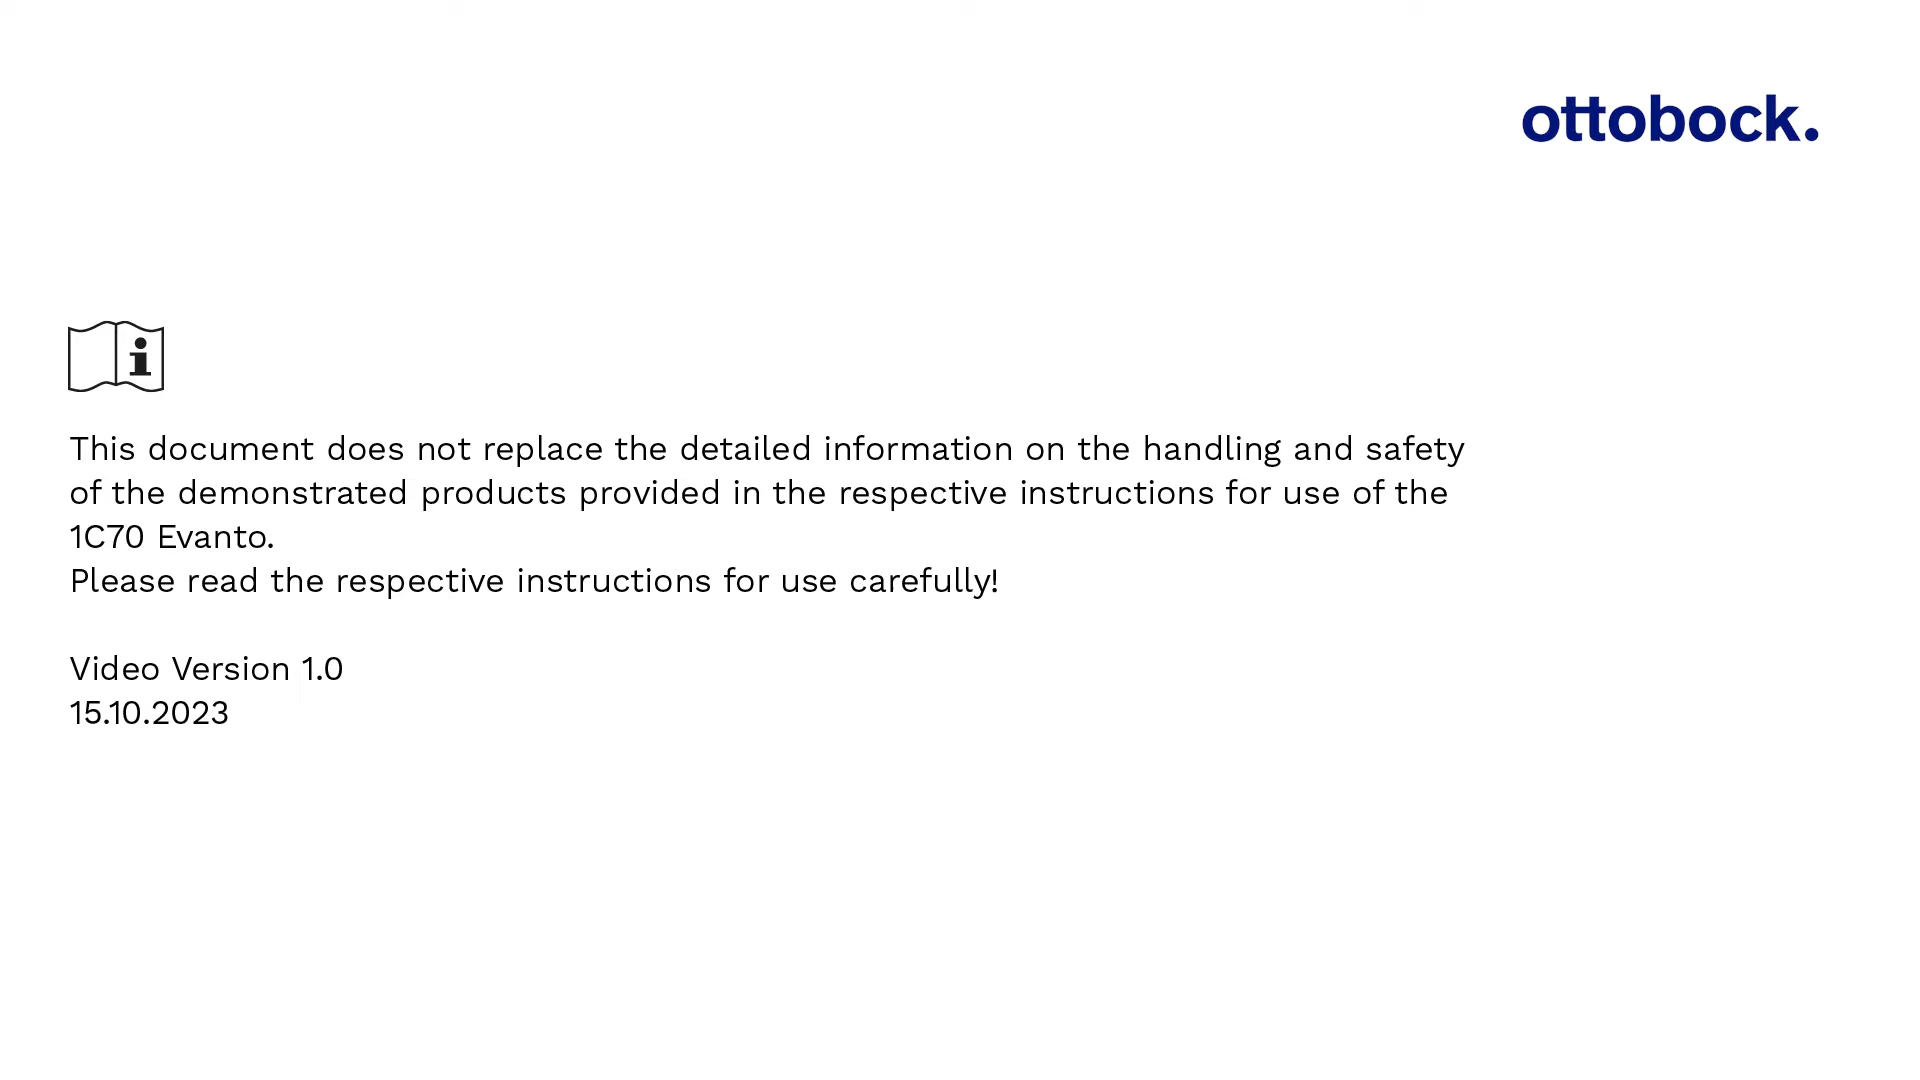 ottobock.
This document does not replace the detailed information on the handling and safety
of the demonstrated products provided in the respective instructions for use of the
1C70 Evanto.
Please read the respective instructions for use carefully!
Video Version 1.0
15.10.2023